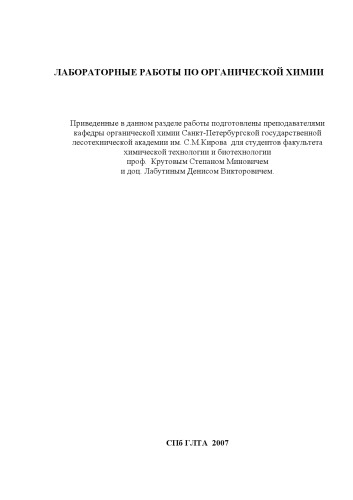 ЛАБОРАТОРНЫЕ РАБОТЫ ПО ОРГАНИЧЕСКОЙ ХИМИИ
Приведенные в данном разделе работы подготовлены преподавателями
кафедры органической химии Санкт-Петербургской государственной
лесотехнической академии им. С.М.Кирова для студентов факультета
химической технологии и биотехнологии
проф. Крутовым Степаном Миновичем
и доц. Лабутиным Денисом Викторовичем.
СПб ГЛТА 2007